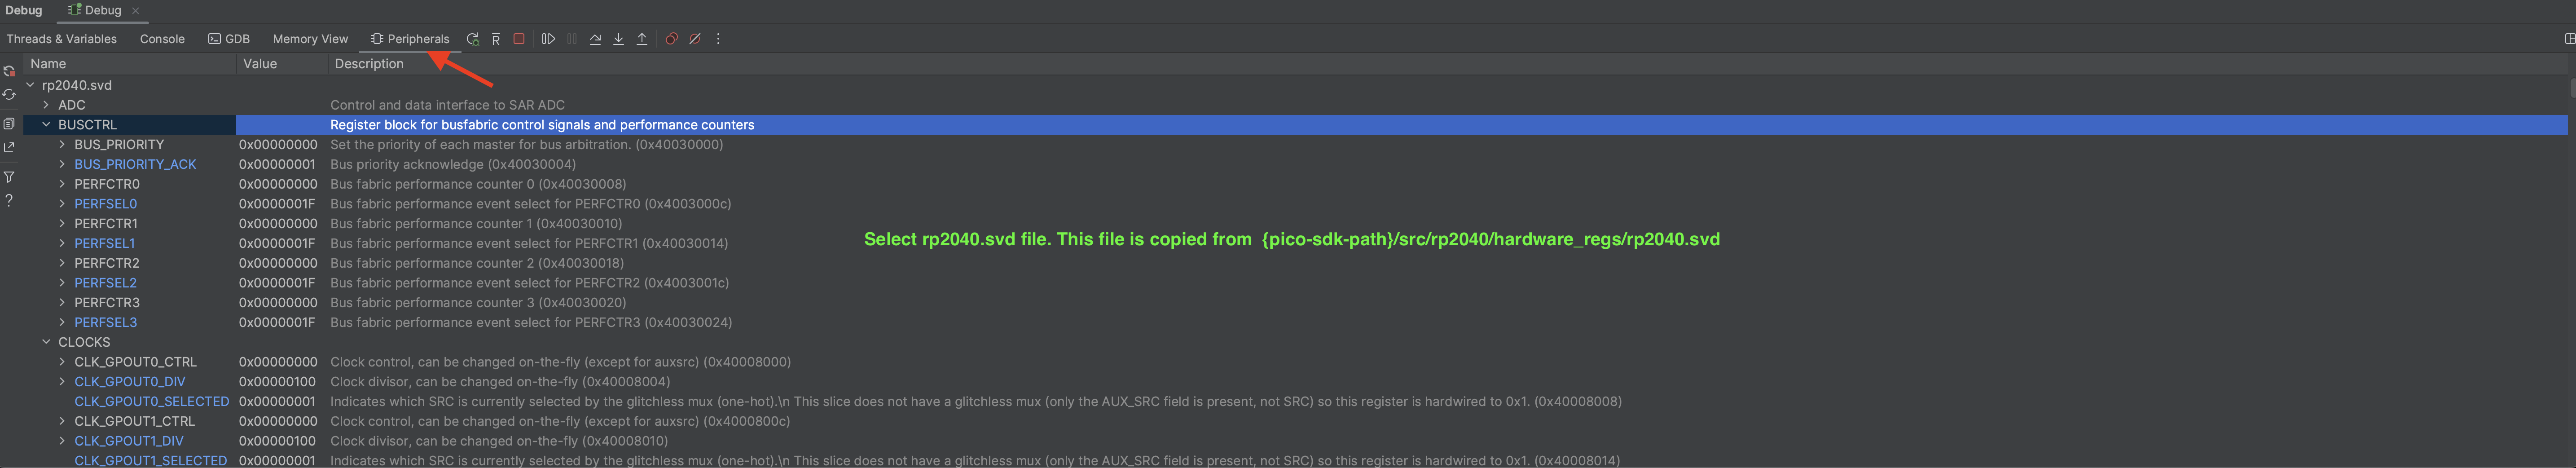 Debug Debug
Threads & Variables Console GDB Memory View Peripherals
Name Value Description
rp2040.svd
ADC Control and data interface to SAR ADC
BUSCTRL Register block for busfabric control signals and performance counters
BUS_PRIORITY 0x00000000 Set the priority of each master for bus arbitration. (0x40030000)
BUS_PRIORITY_ACK 0x00000001 Bus priority acknowledge (0x40030004)
PERFCTR0 0x00000000 Bus fabric performance counter 0 (0x40030008)
PERFSEL0 0x0000001F Bus fabric performance event select for PERFCTR0 (0x4003000c)
PERFCTR1 0x00000000 Bus fabric performance counter 1 (0x40030010)
PERFSEL1 0x0000001F Bus fabric performance event select for PERFCTR1 (0x40030014)
Select rp2040.svd file. This file is copied from {pico-sdk-path}/src/rp2040/hardware_regs/rp2040.svd
PERFCTR2 0x00000000 Bus fabric performance counter 2 (0x40030018)
PERFSEL2 0x0000001F Bus fabric performance event select for PERFCTR2 (0x4003001c)
PERFCTR3 0x00000000 Bus fabric performance counter 3 (0x40030020)
PERFSEL3 0x0000001F Bus fabric performance event select for PERFCTR3 (0x40030024)
CLOCKS
CLK_GPOUT0_CTRL 0x00000000 Clock control, can be changed on-the-fly (except for auxsrc) (0x40008000)
CLK_GPOUT0_DIV 0x00000100 Clock divisor, can be changed on-the-fly (0x40008004)
CLK_GPOUT0_SELECTED 0x00000001 Indicates which SRC is currently selected by the glitchless mux (one-hot).\n This slice does not have a glitchless mux (only the AUX_SRC field is present, not SRC) so this register is hardwired to 0x1. (0x40008008)
CLK_GPOUT1_CTRL 0x00000000 Clock control, can be changed on-the-fly (except for auxsrc) (0x4000800c)
CLK_GPOUT1_DIV 0x00000100 Clock divisor, can be changed on-the-fly (0x40008010)
CLK_GPOUT1_SELECTED 0x00000001 Indicates which SRC is currently selected by the glitchless mux (one-hot).\n This slice does not have a glitchless mux (only the AUX_SRC field is present, not SRC) so this register is hardwired to 0x1. (0x40008014)